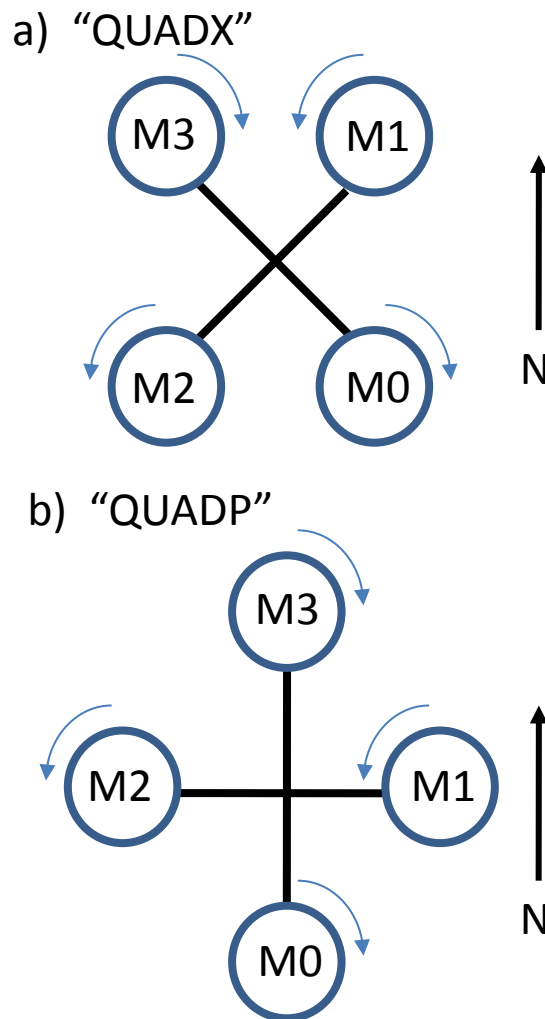 a) “QUADX”
M3 M1
M2 M0
N
b) “QUADP”
M3
M2 M1
M0
N